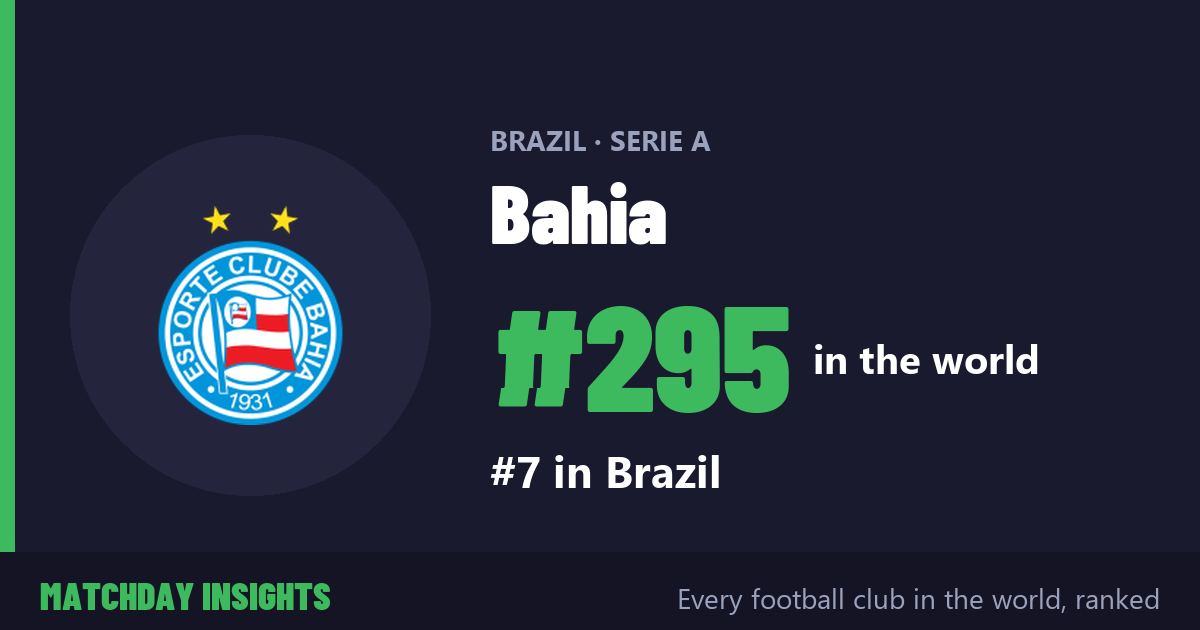 BRAZIL · SERIE A
Bahia
#295 in the world
#7 in Brazil
ESPORTE CLUBE BAHIA
1931
MATCHDAY INSIGHTS
Every football club in the world, ranked